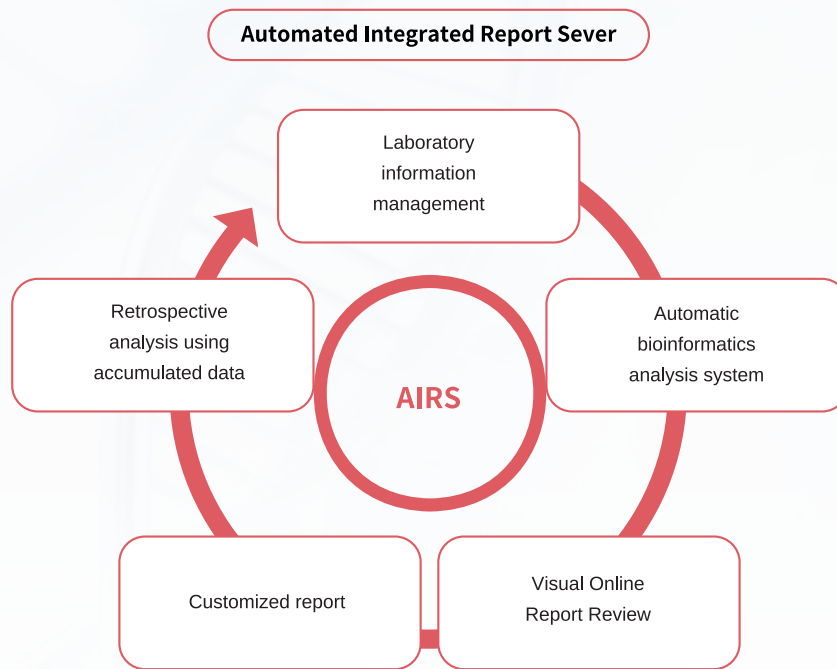 Automated Integrated Report Sever
Laboratory
information
management
Automatic
bioinformatics
analysis system
Visual Online
Report Review
Customized report
Retrospective
analysis using
accumulated data
AIRS